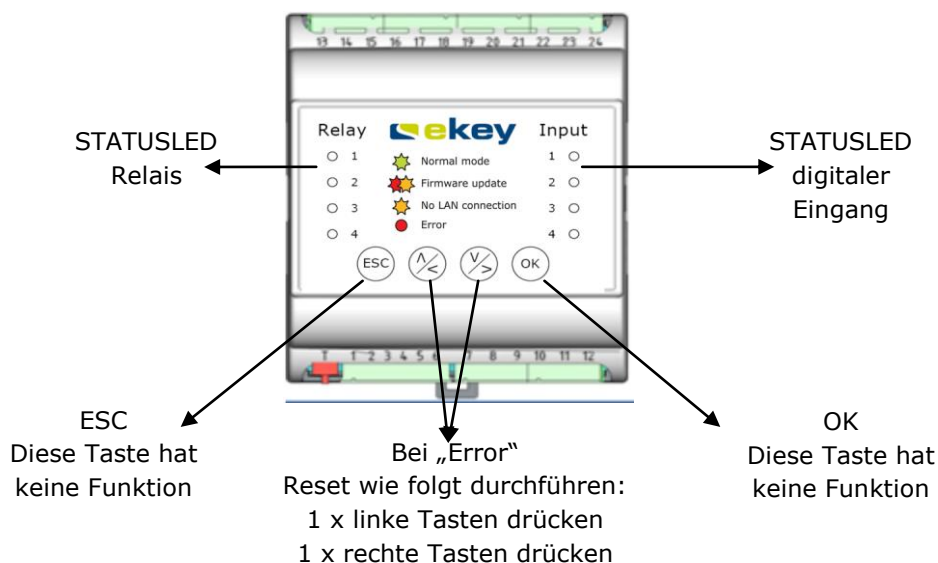 13 14 15 16 17 18 19 20 21 22 23 24
Relay ekey Input
1 Normal mode 1
2 Firmware update 2
3 No LAN connection 3
4 Error 4
ESC Λ/< V/> OK
T 1 2 3 4 5 6 7 8 9 10 11 12
STATUSLED
Relais
STATUSLED
digitaler
Eingang
ESC
Diese Taste hat
keine Funktion
Bei „Error“
Reset wie folgt durchführen:
1 x linke Tasten drücken
1 x rechte Tasten drücken
OK
Diese Taste hat
keine Funktion